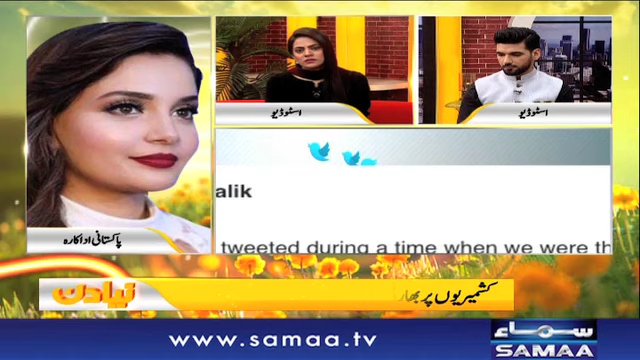 اسٹوڈیو
اسٹوڈیو
alik
tweeted during a time when we were th
پاکستانی اداکارہ
نیا دن
کشمیریوں پر بھار
www.samaa.tv
سماء
SAMAA